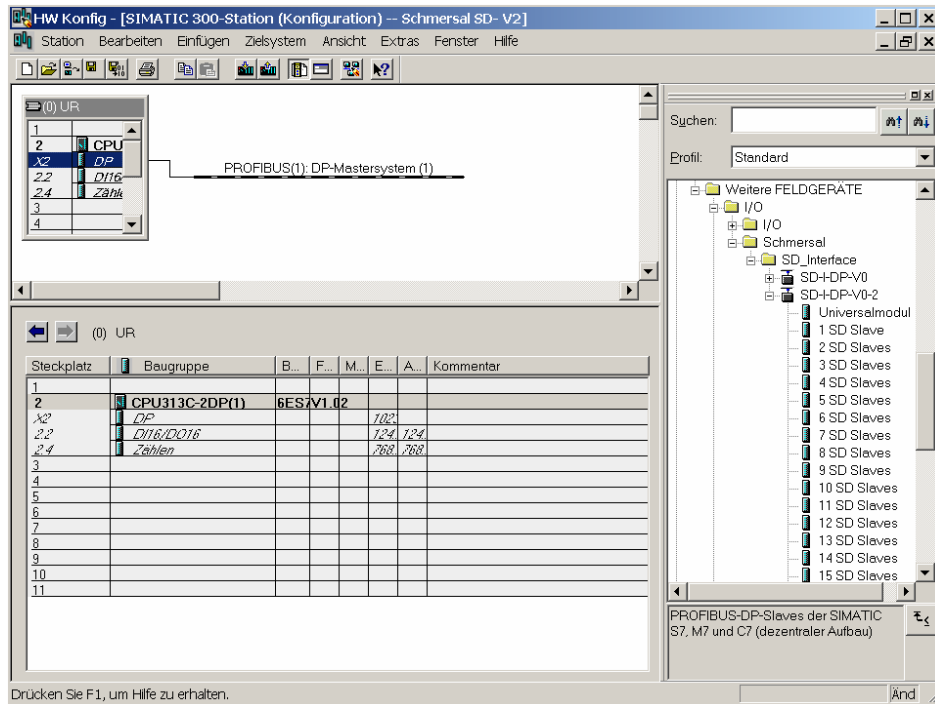 HW Konfig - [SIMATIC 300-Station (Konfiguration) -- Schmersal SD- V2]
Station Bearbeiten Einfügen Zielsystem Ansicht Extras Fenster Hilfe
(0) UR
1
2 CPU
X2 DP
2.2 DI16
2.4 Zähl
3
4
PROFIBUS(1): DP-Mastersystem (1)
Suchen:
Profil: Standard
Weitere FELDGERÄTE
I/O
I/O
Schmersal
SD_Interface
SD-I-DP-V0
SD-I-DP-V0-2
Universalmodul
1 SD Slave
2 SD Slaves
3 SD Slaves
4 SD Slaves
5 SD Slaves
6 SD Slaves
7 SD Slaves
8 SD Slaves
9 SD Slaves
10 SD Slaves
11 SD Slaves
12 SD Slaves
13 SD Slaves
14 SD Slaves
15 SD Slaves
PROFIBUS-DP-Slaves der SIMATIC
S7, M7 und C7 (dezentraler Aufbau)
(0) UR
Steckplatz Baugruppe B... F... M... E... A... Kommentar
1
2 CPU313C-2DP(1) 6ES7 V1.02
X2 DP 102
2.2 DI16/DO16 124 124
2.4 Zählen 768 768
3
4
5
6
7
8
9
10
11
Drücken Sie F1, um Hilfe zu erhalten.
Änd